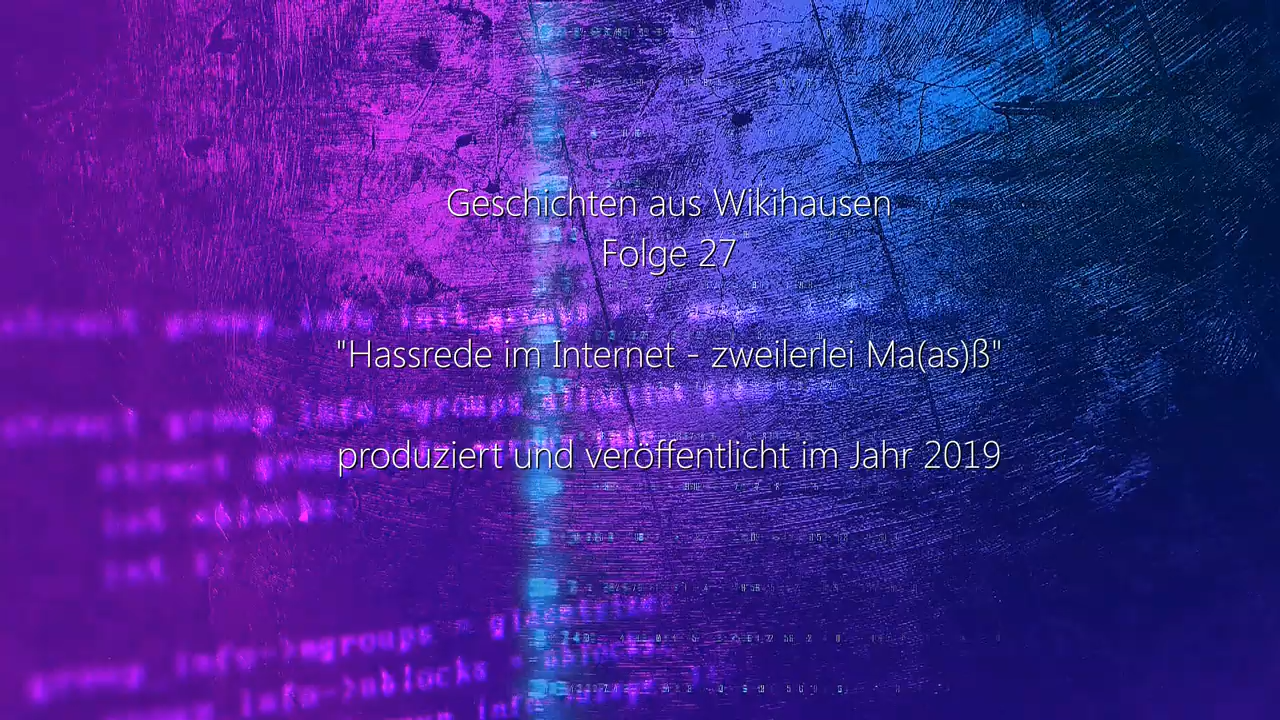 Geschichten aus Wikihausen
Folge 27
"Hassrede im Internet - zweilerlei Ma(as)ß"
produziert und veröffentlicht im Jahr 2019